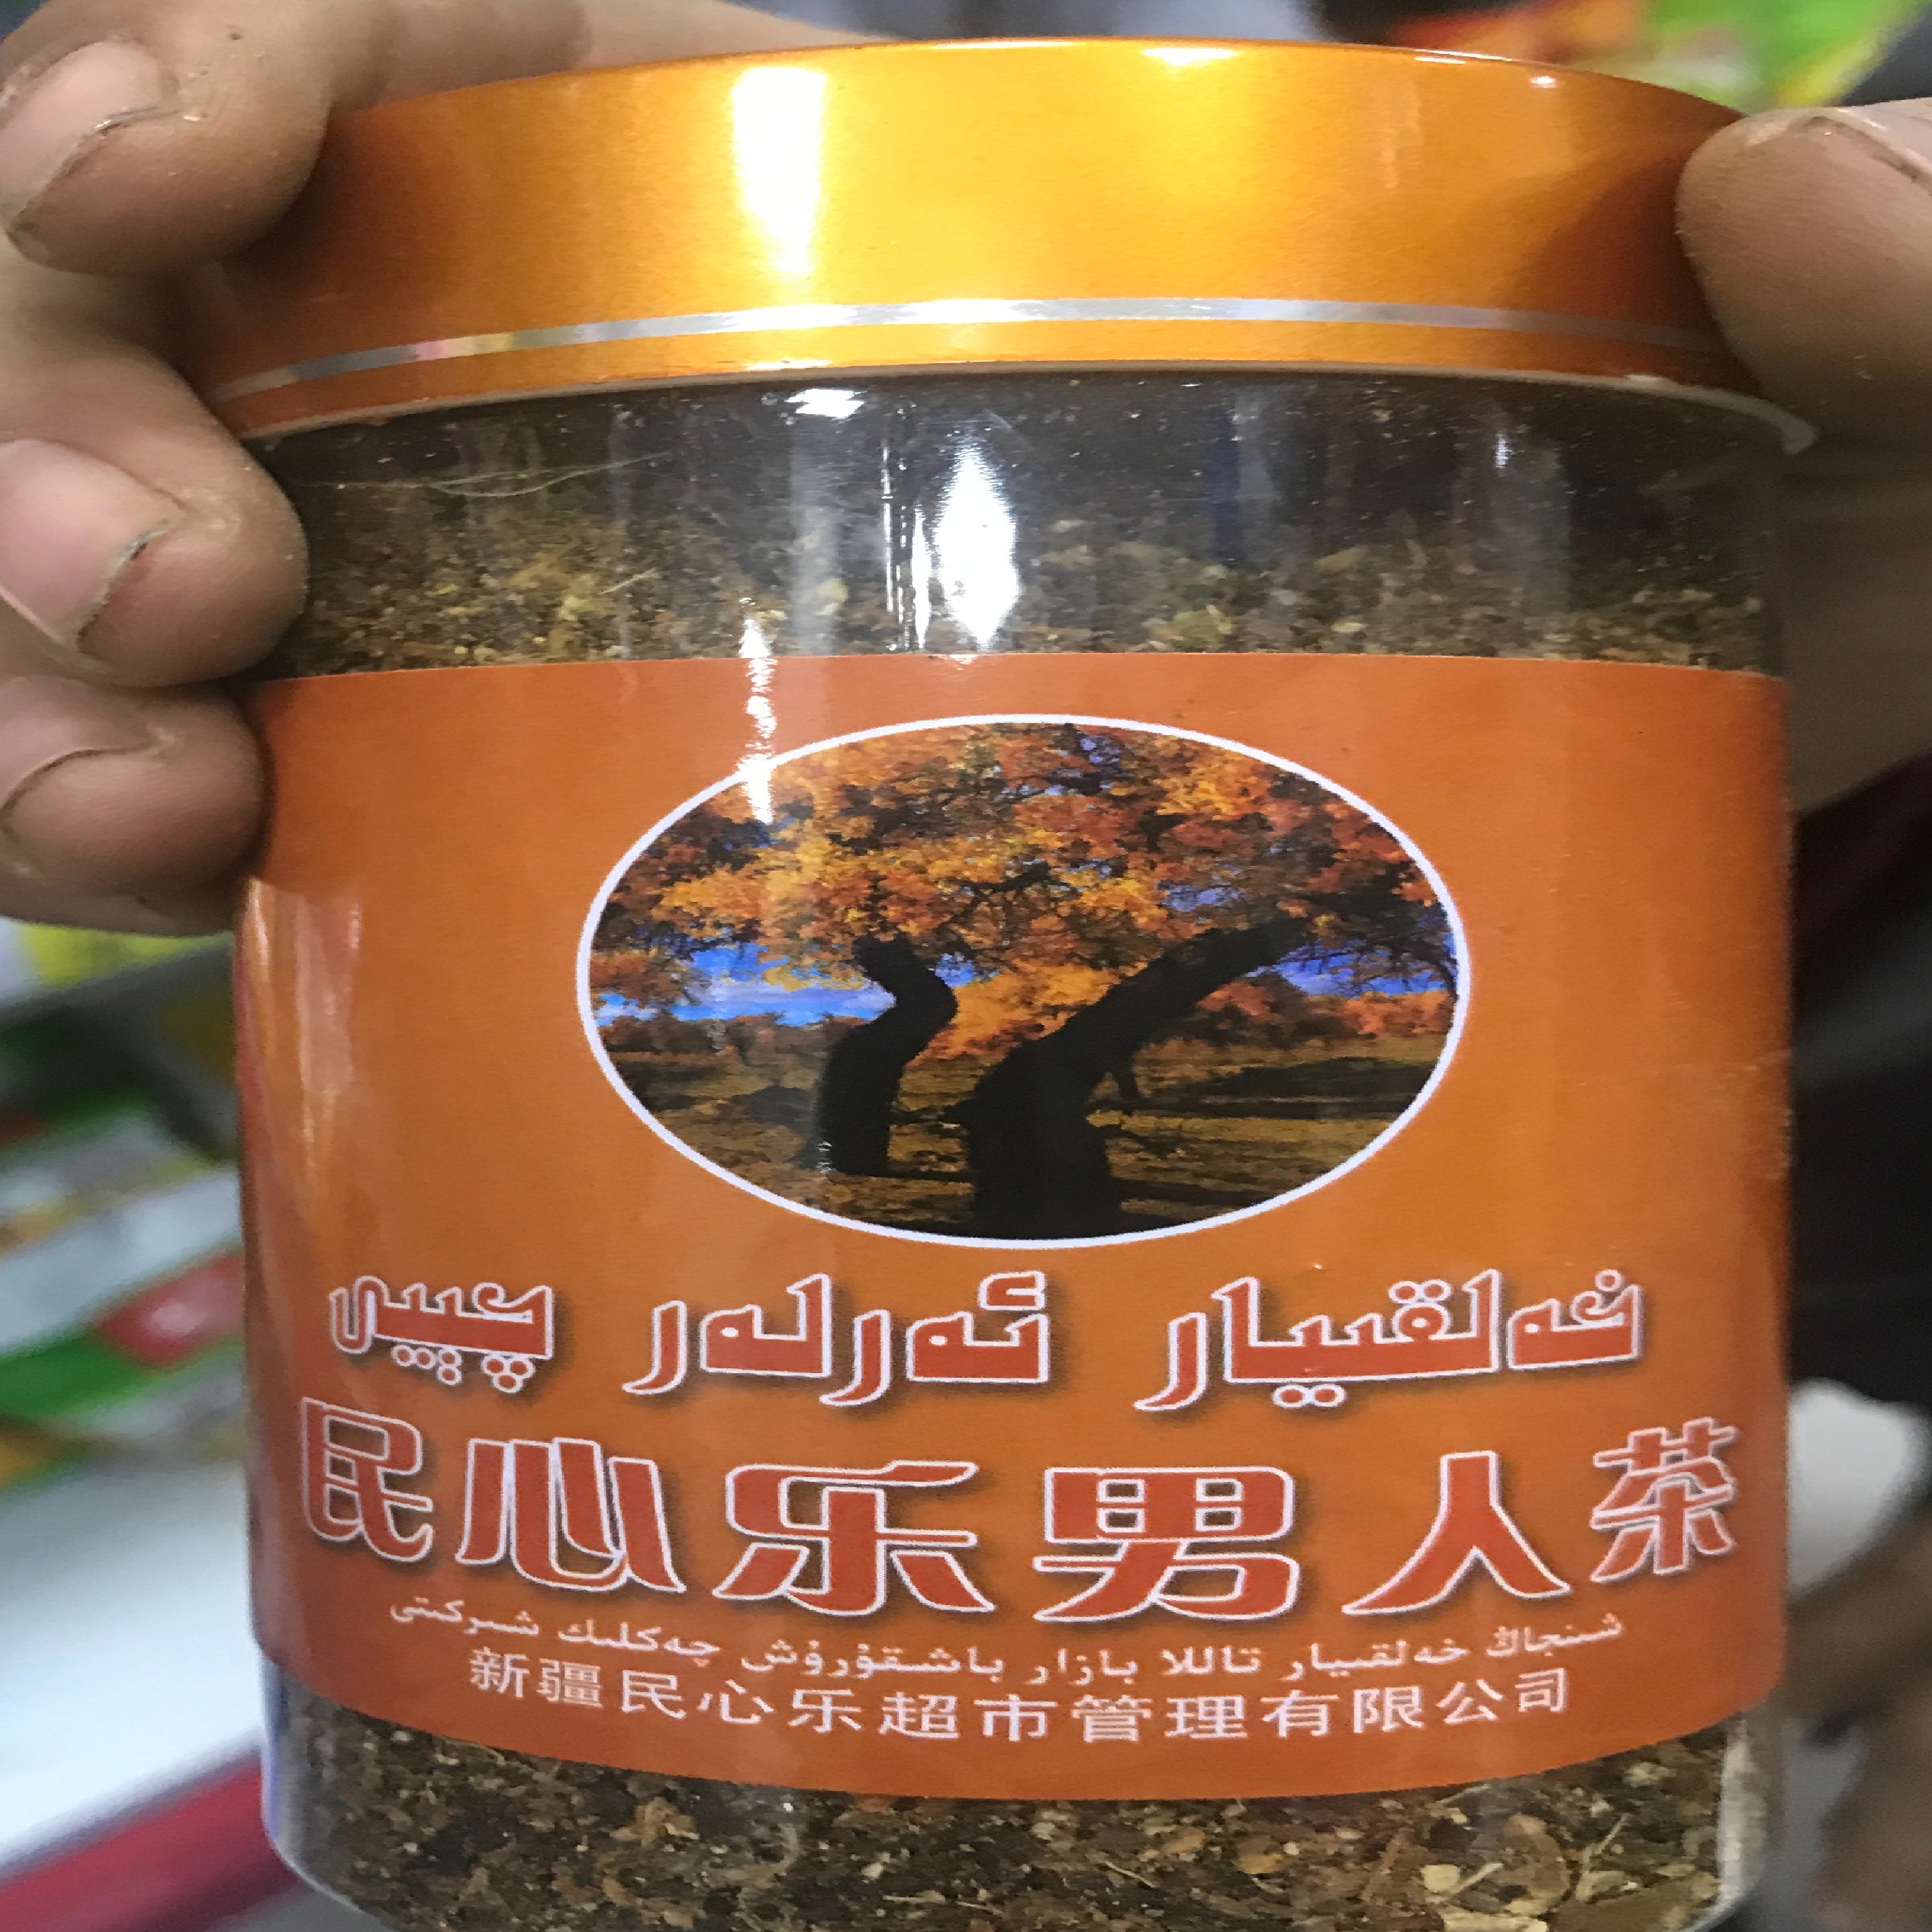 خەلقىيار ئەرلەر چېيى
民心乐男人茶
شىنجاڭ خەلقىيار تاللا بازار باشقۇرۇش چەكلىك شىركىتى
新疆民心乐超市管理有限公司